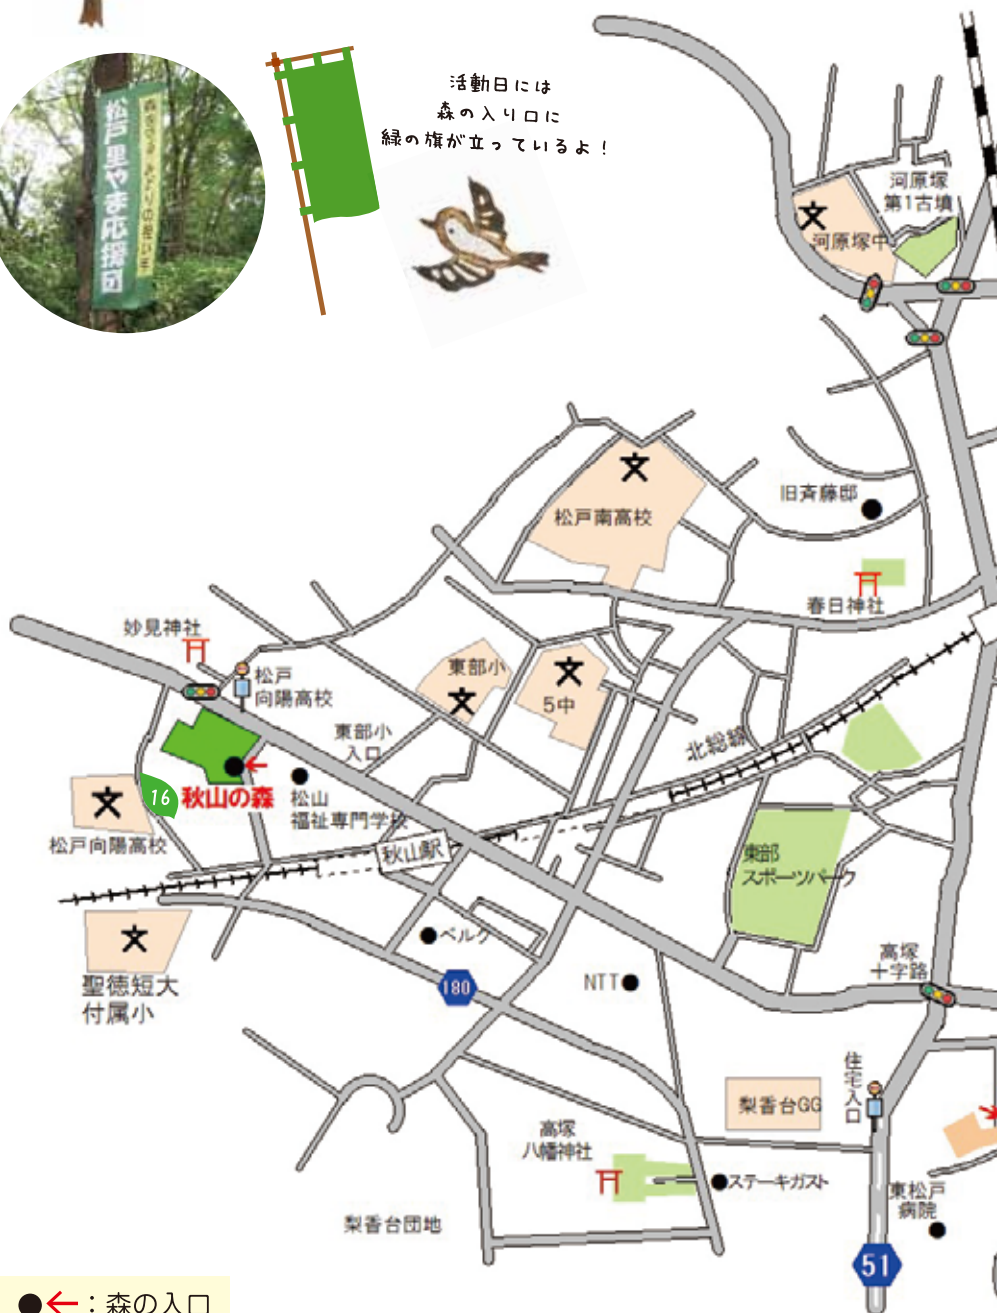 松戸里やま応援団
活動日には
森の入り口に
緑の旗が立っているよ！
河原塚
第1古墳
河原塚中
松戸南高校
旧斉藤邸
春日神社
妙見神社
松戸
向陽高校
東部小
5中
東部小
入口
北総線
16
秋山の森
松山
福祉専門学校
松戸向陽高校
秋山駅
東部
スポーツパーク
聖徳短大
付属小
ベルク
180
NTT
高塚
十字路
住宅入口
梨香台GG
高塚
八幡神社
ステーキガスト
東松戸
病院
梨香台団地
51
：森の入口